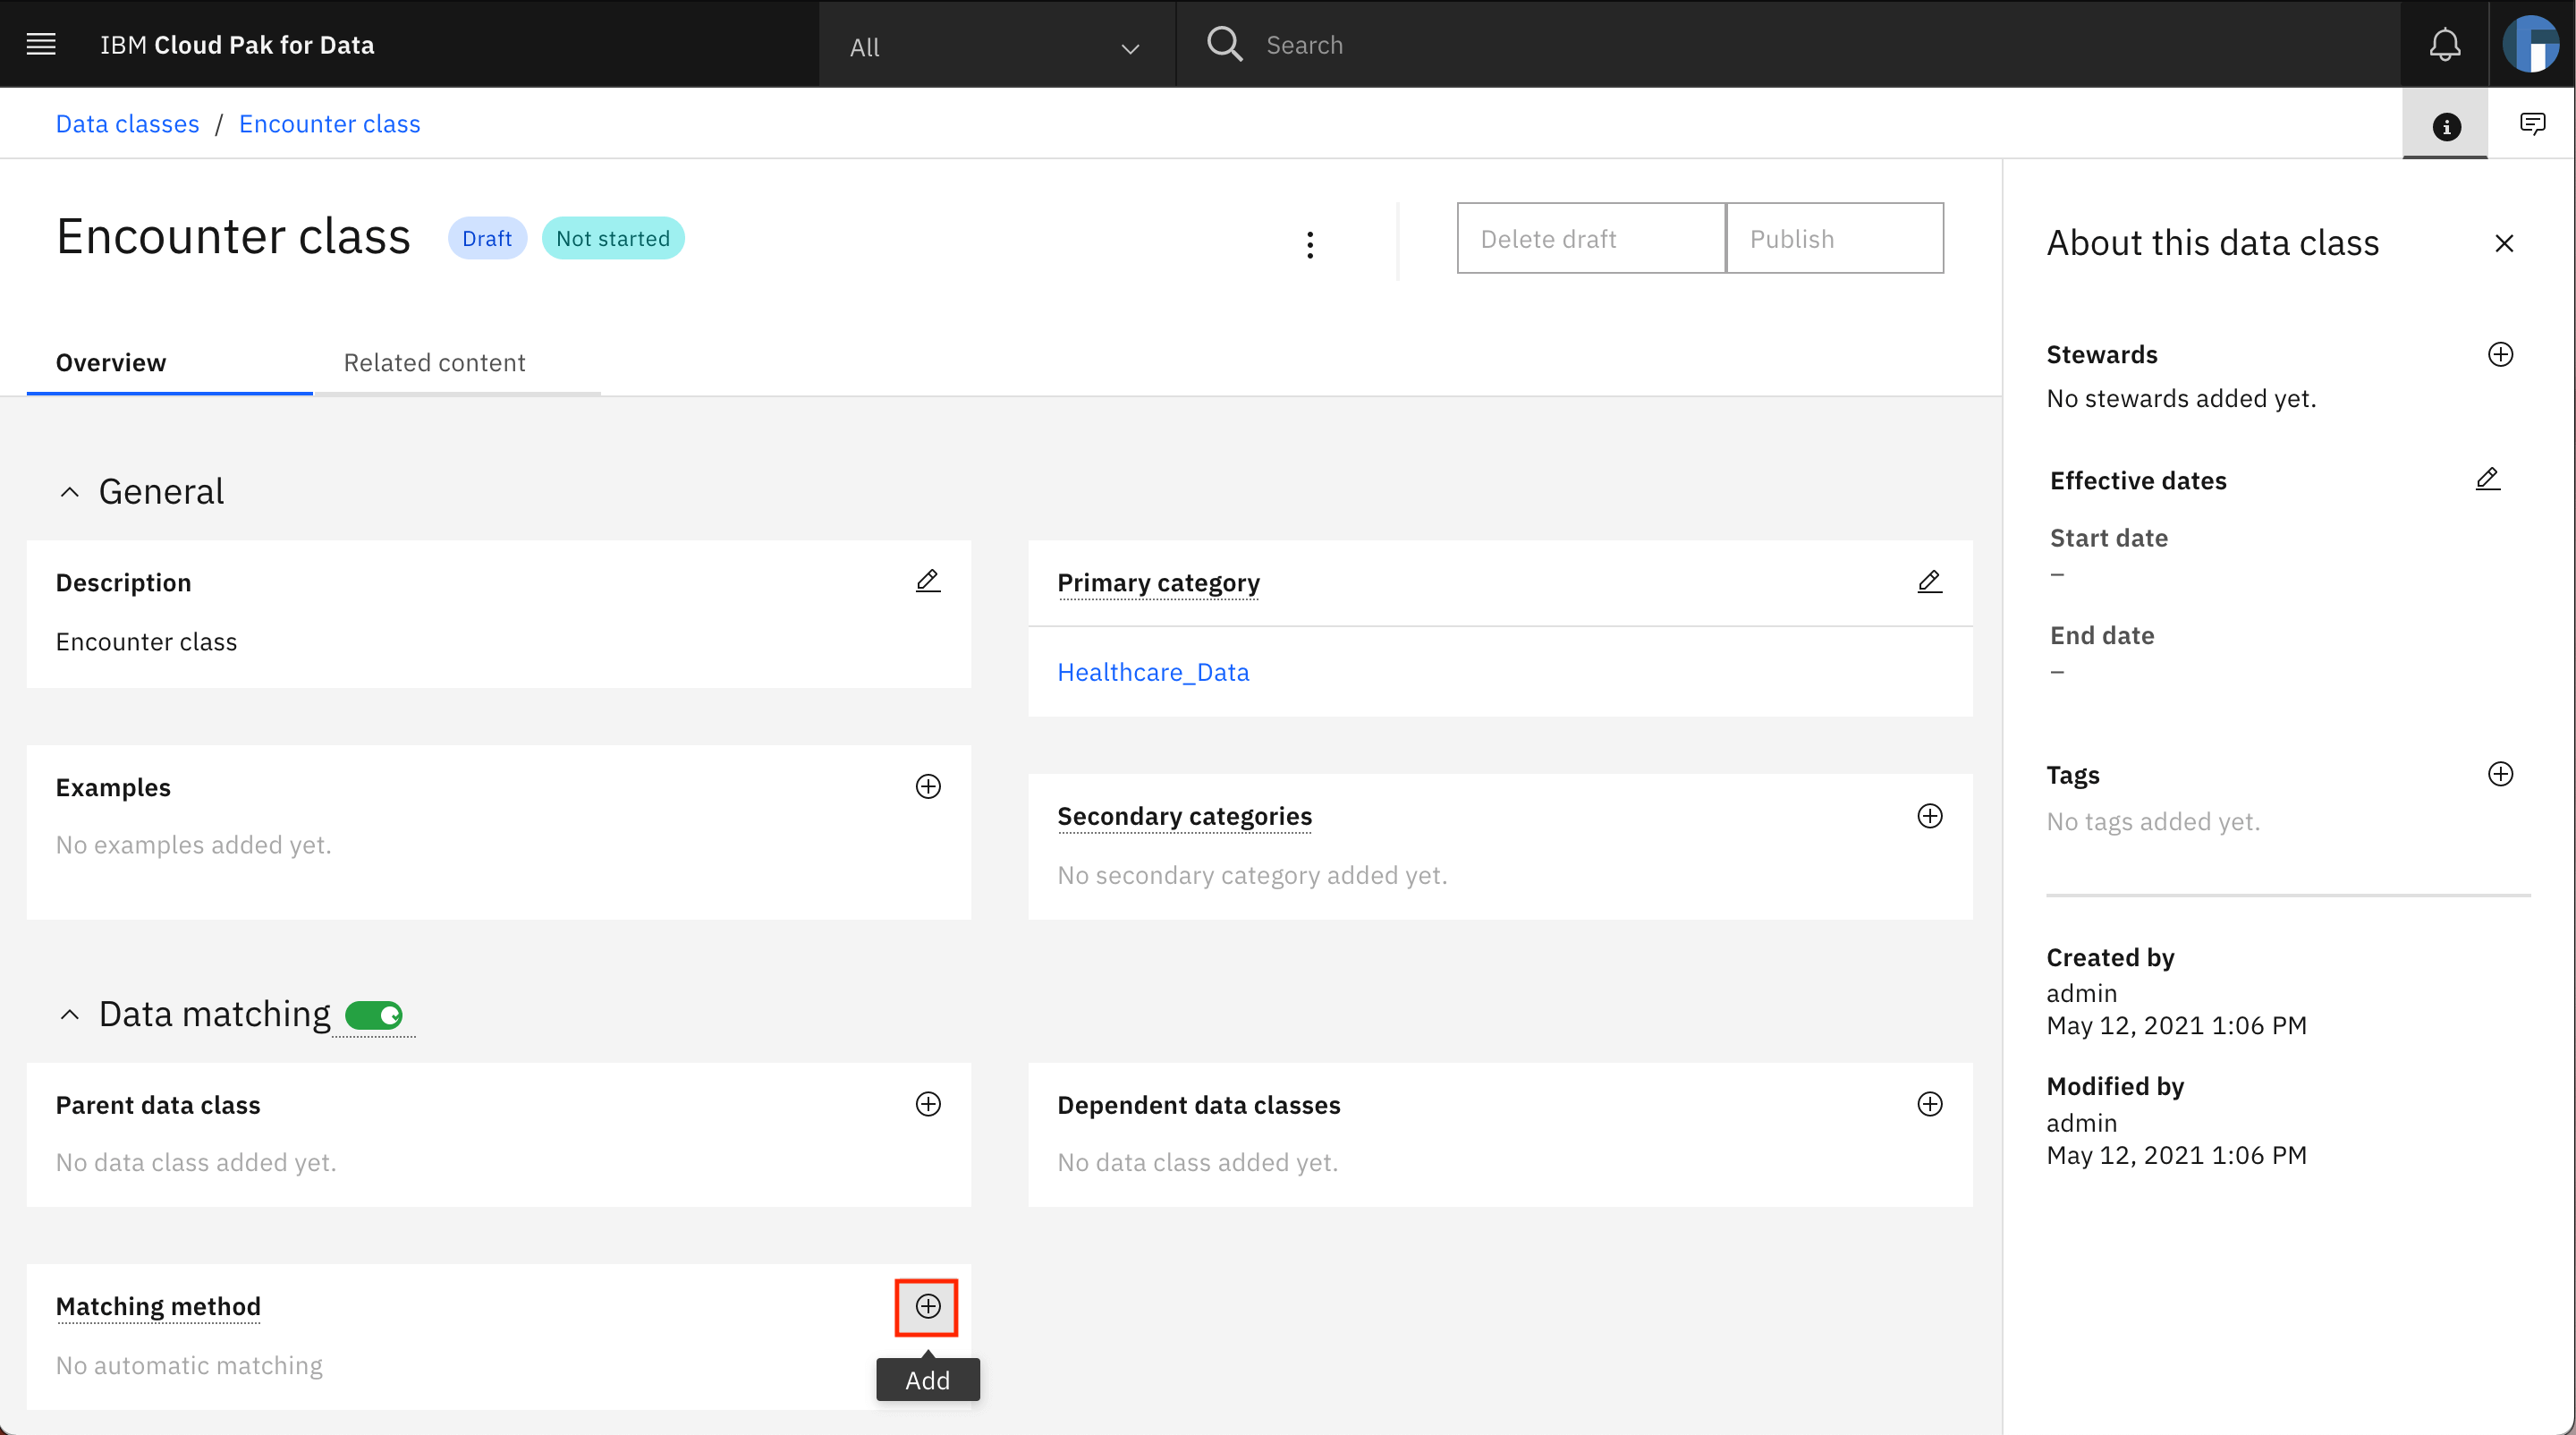 IBM Cloud Pak for Data
All
Search
Data classes / Encounter class
Encounter class
Draft
Not started
Delete draft
Publish
Overview
Related content
General
Description
Encounter class
Primary category
Healthcare_Data
Examples
No examples added yet.
Secondary categories
No secondary category added yet.
Data matching
Parent data class
No data class added yet.
Dependent data classes
No data class added yet.
Matching method
No automatic matching
Add
About this data class
Stewards
No stewards added yet.
Effective dates
Start date
–
End date
–
Tags
No tags added yet.
Created by
admin
May 12, 2021 1:06 PM
Modified by
admin
May 12, 2021 1:06 PM